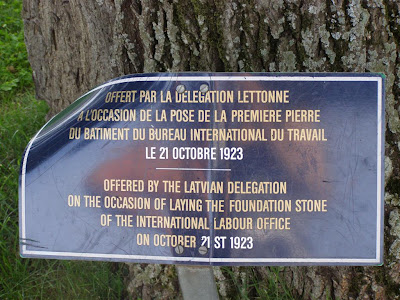 OFFERT PAR LA DELEGATION LETTONNE
A L'OCCASION DE LA POSE DE LA PREMIERE PIERRE
DU BATIMENT DU BUREAU INTERNATIONAL DU TRAVAIL
LE 21 OCTOBRE 1923
OFFERED BY THE LATVIAN DELEGATION
ON THE OCCASION OF LAYING THE FOUNDATION STONE
OF THE INTERNATIONAL LABOUR OFFICE
ON OCTOBER 21 ST 1923